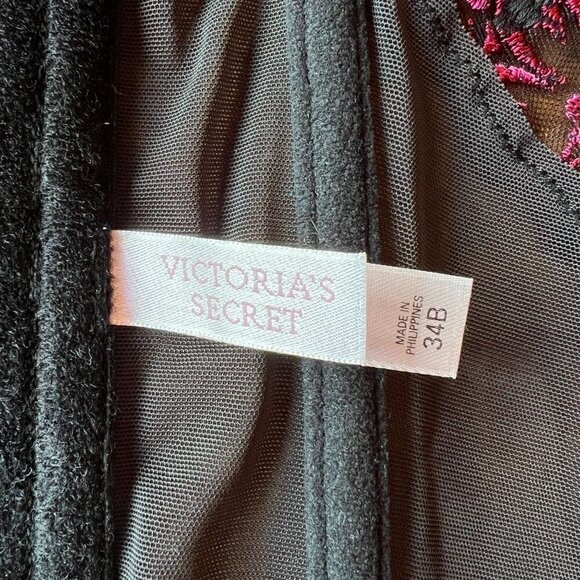 VICTORIA'S
SECRET
MADE IN
PHILIPPINES
34B